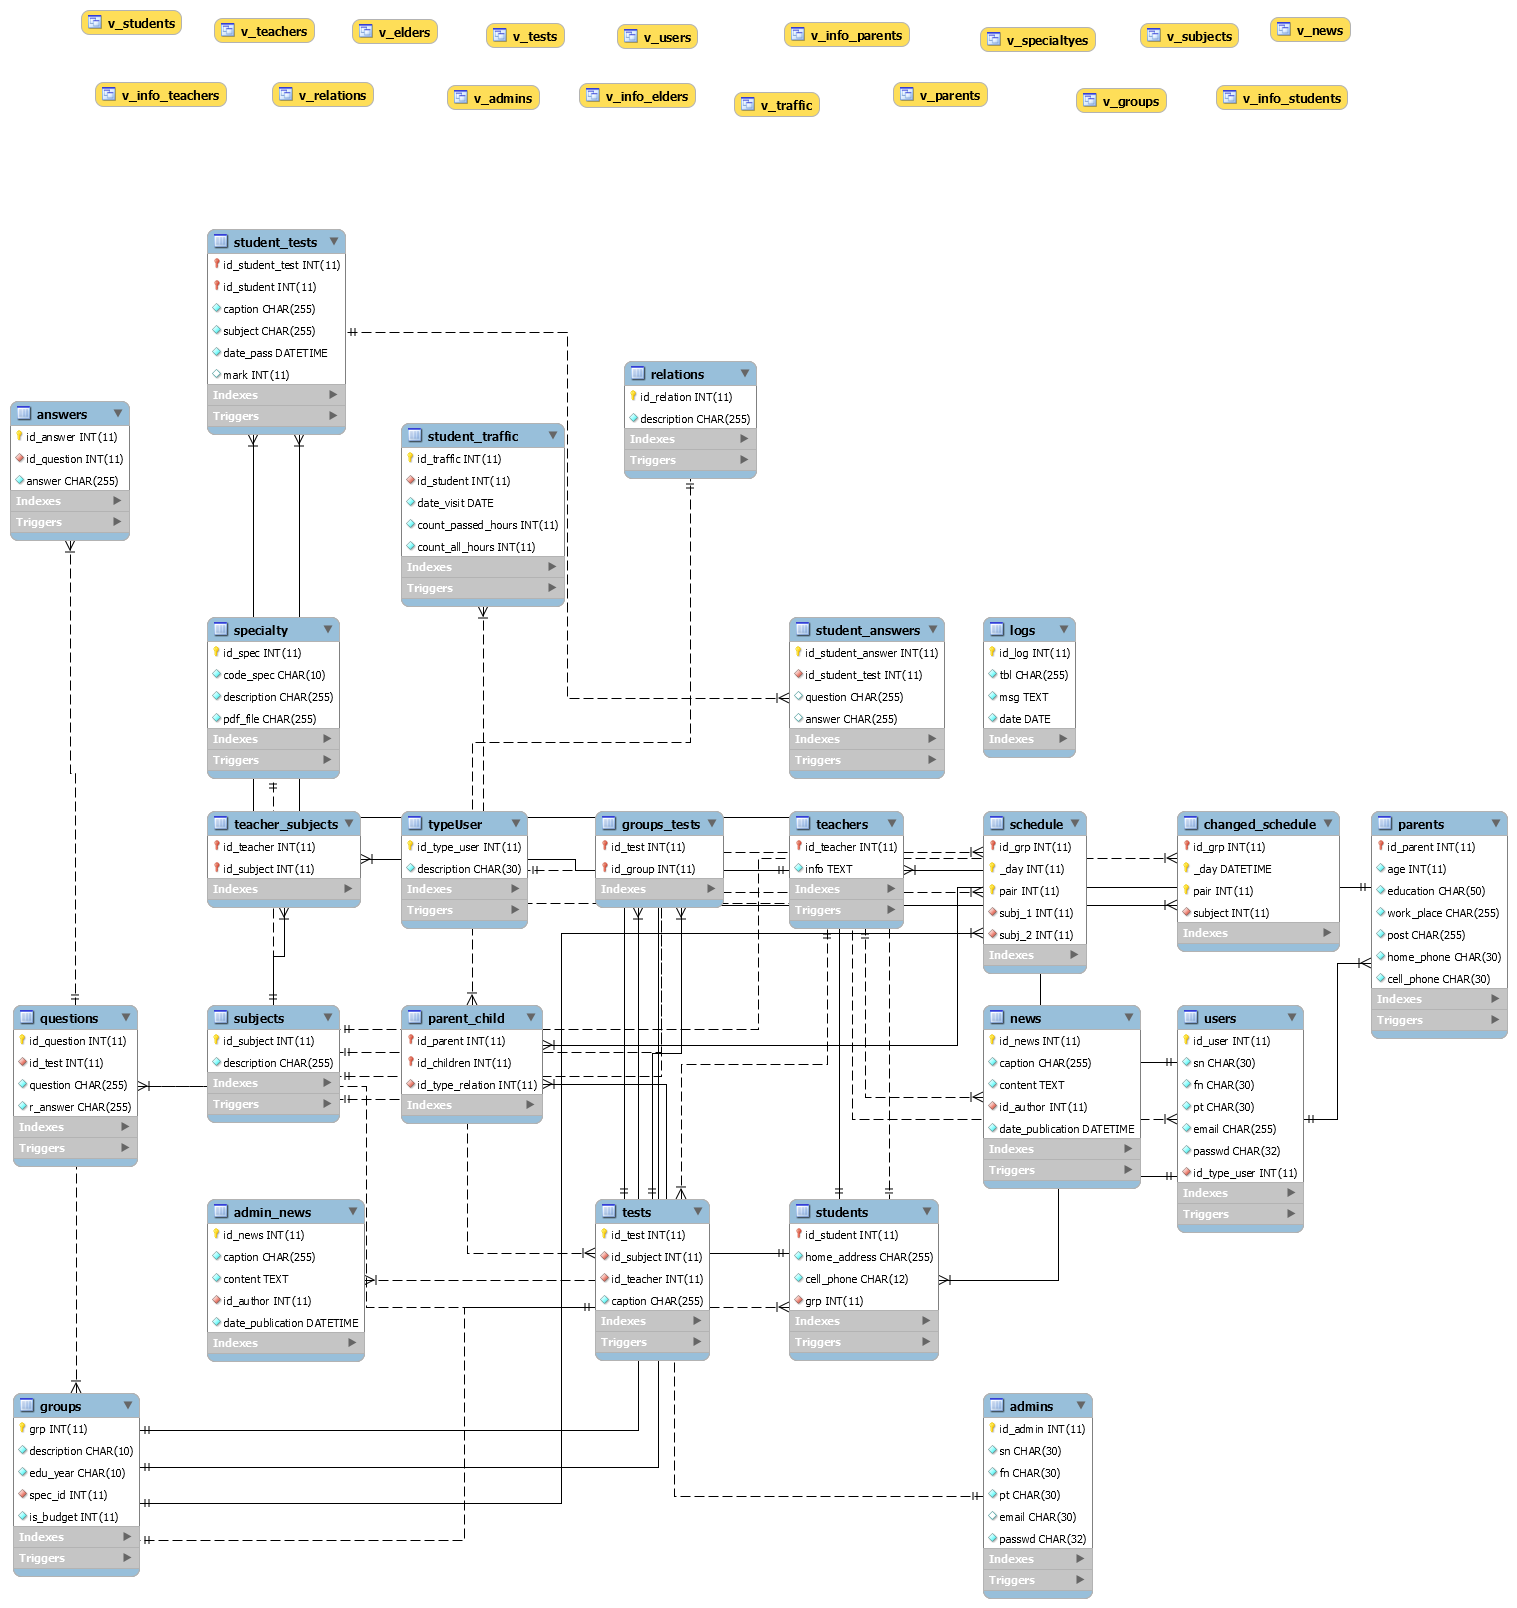 v_students
v_teachers
v_elders
v_tests
v_users
v_info_parents
v_specialtyes
v_subjects
v_news
v_info_teachers
v_relations
v_admins
v_info_elders
v_traffic
v_parents
v_groups
v_info_students
student_tests
id_student_test INT(11)
id_student INT(11)
caption CHAR(255)
subject CHAR(255)
date_pass DATETIME
mark INT(11)
Indexes
Triggers
relations
id_relation INT(11)
description CHAR(255)
Indexes
Triggers
answers
id_answer INT(11)
id_question INT(11)
answer CHAR(255)
Indexes
Triggers
student_traffic
id_traffic INT(11)
id_student INT(11)
date_visit DATE
count_passed_hours INT(11)
count_all_hours INT(11)
Indexes
Triggers
specialty
id_spec INT(11)
code_spec CHAR(10)
description CHAR(255)
pdf_file CHAR(255)
Indexes
Triggers
student_answers
id_student_answer INT(11)
id_student_test INT(11)
question CHAR(255)
answer CHAR(255)
Indexes
Triggers
logs
id_log INT(11)
tbl CHAR(255)
msg TEXT
date DATE
Indexes
teacher_subjects
id_teacher INT(11)
id_subject INT(11)
Indexes
typeUser
id_type_user INT(11)
description CHAR(30)
Indexes
Triggers
groups_tests
id_test INT(11)
id_group INT(11)
Indexes
teachers
id_teacher INT(11)
info TEXT
Indexes
Triggers
schedule
id_grp INT(11)
_day INT(11)
pair INT(11)
subj_1 INT(11)
subj_2 INT(11)
Indexes
changed_schedule
id_grp INT(11)
_day DATETIME
pair INT(11)
subject INT(11)
Indexes
parents
id_parent INT(11)
age INT(11)
education CHAR(50)
work_place CHAR(255)
post CHAR(255)
home_phone CHAR(30)
cell_phone CHAR(30)
Indexes
Triggers
questions
id_question INT(11)
id_test INT(11)
question CHAR(255)
r_answer CHAR(255)
Indexes
Triggers
subjects
id_subject INT(11)
description CHAR(255)
Indexes
Triggers
parent_child
id_parent INT(11)
id_children INT(11)
id_type_relation INT(11)
Indexes
news
id_news INT(11)
caption CHAR(255)
content TEXT
id_author INT(11)
date_publication DATETIME
Indexes
Triggers
users
id_user INT(11)
sn CHAR(30)
fn CHAR(30)
pt CHAR(30)
email CHAR(255)
passwd CHAR(32)
id_type_user INT(11)
Indexes
Triggers
admin_news
id_news INT(11)
caption CHAR(255)
content TEXT
id_author INT(11)
date_publication DATETIME
Indexes
tests
id_test INT(11)
id_subject INT(11)
id_teacher INT(11)
caption CHAR(255)
Indexes
Triggers
students
id_student INT(11)
home_address CHAR(255)
cell_phone CHAR(12)
grp INT(11)
Indexes
Triggers
groups
grp INT(11)
description CHAR(10)
edu_year CHAR(10)
spec_id INT(11)
is_budget INT(11)
Indexes
Triggers
admins
id_admin INT(11)
sn CHAR(30)
fn CHAR(30)
pt CHAR(30)
email CHAR(30)
passwd CHAR(32)
Indexes
Triggers